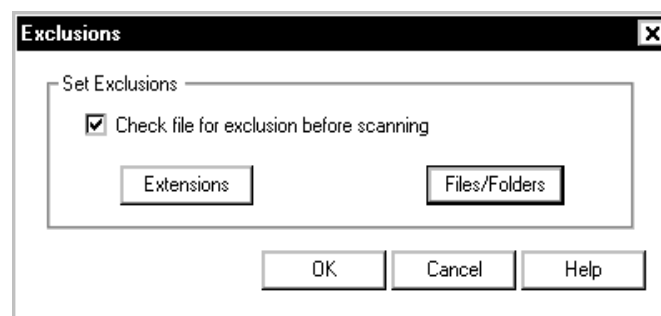 Exclusions
Set Exclusions
Check file for exclusion before scanning
Extensions Files/Folders
OK Cancel Help